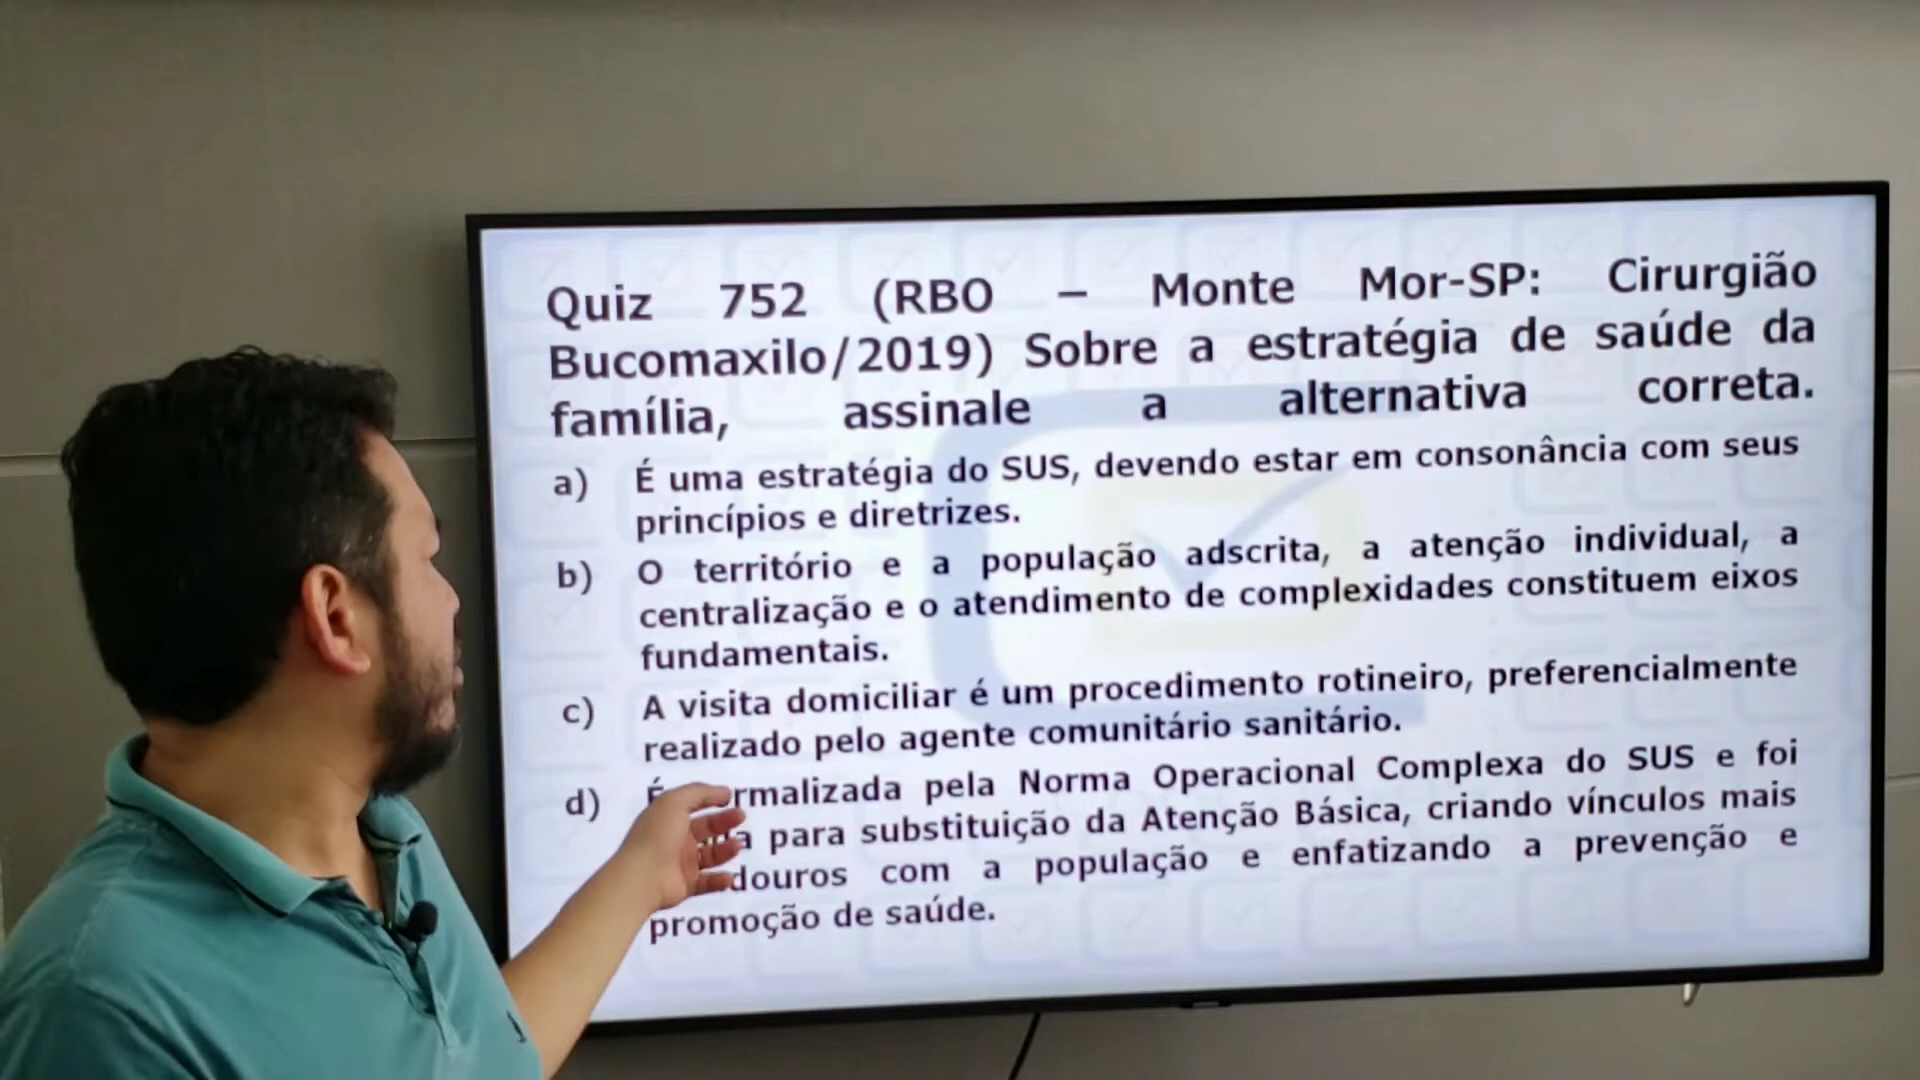 Quiz 752 (RBO – Monte Mor-SP: Cirurgião
Bucomaxilo/2019) Sobre a estratégia de saúde da
família, assinale a alternativa correta.
a) É uma estratégia do SUS, devendo estar em consonância com seus
princípios e diretrizes.
b) O território e a população adscrita, a atenção individual, a
centralização e o atendimento de complexidades constituem eixos
fundamentais.
c) A visita domiciliar é um procedimento rotineiro, preferencialmente
realizado pelo agente comunitário sanitário.
d) É pela Norma Operacional Complexa do SUS e foi
para substituição da Atenção Básica, criando vínculos mais
com a população e enfatizando a prevenção e
promoção de saúde.